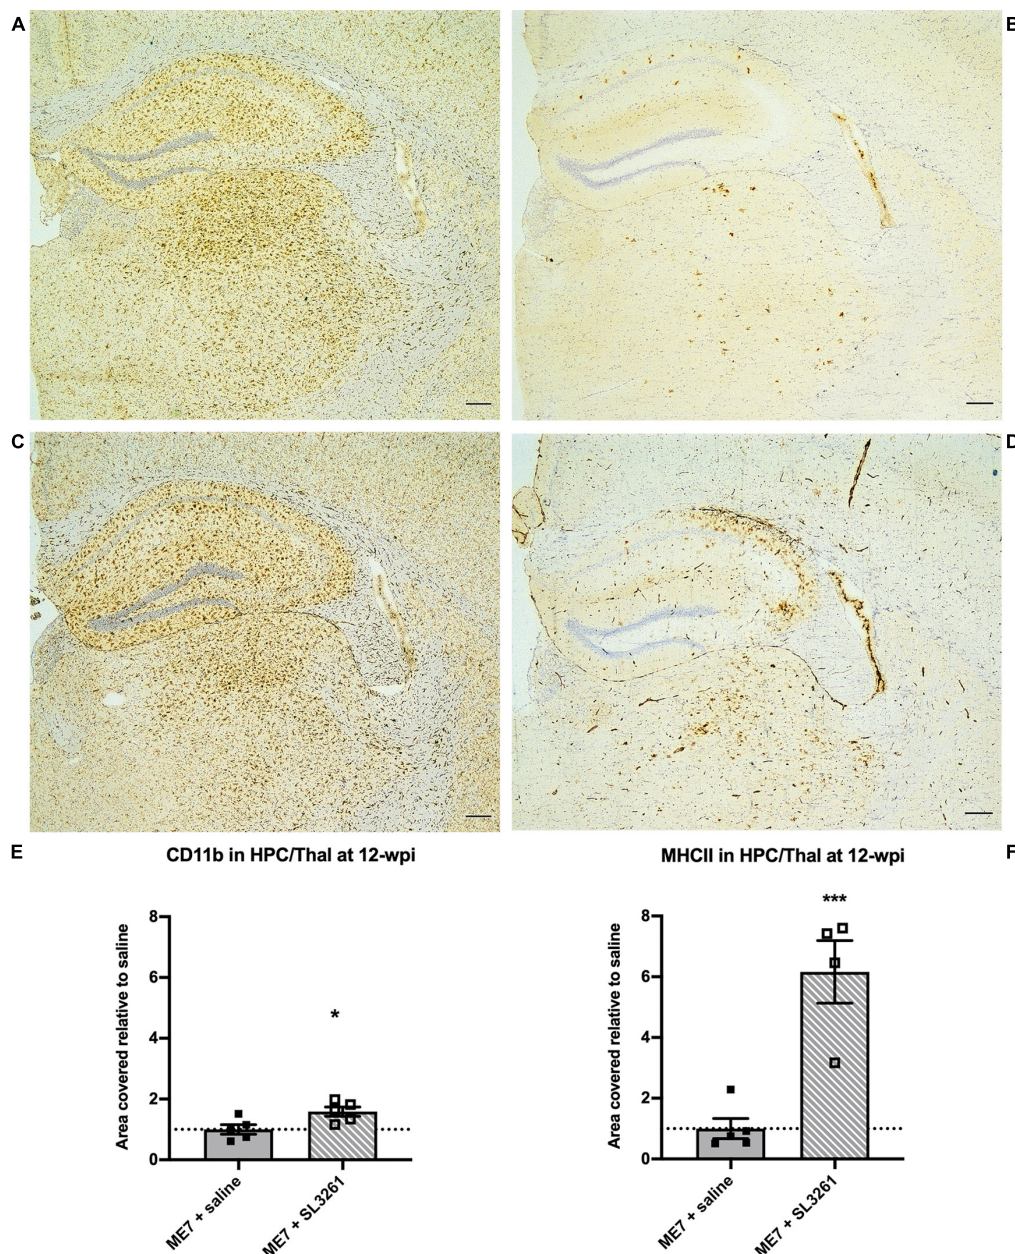 A
B
C
D
E
CD11b in HPC/Thal at 12-wpi
MHCII in HPC/Thal at 12-wpi
F
Area covered relative to saline
8
6
4
2
0
*
ME7 + saline
ME7 + SL3261
Area covered relative to saline
8
6
4
2
0
***
ME7 + saline
ME7 + SL3261